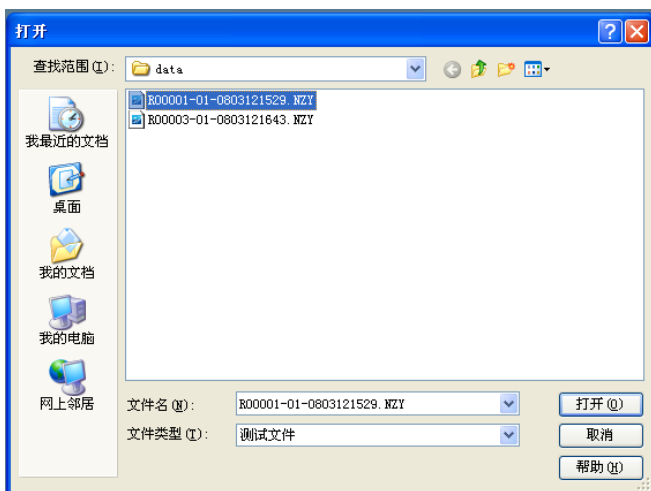 打开
查找范围(I):
data
R00001-01-0803121529.NZY
R00003-01-0803121643.NZY
我最近的文档
桌面
我的文档
我的电脑
网上邻居
文件名(N):
R00001-01-0803121529.NZY
打开(O)
文件类型(T):
测试文件
取消
帮助(H)